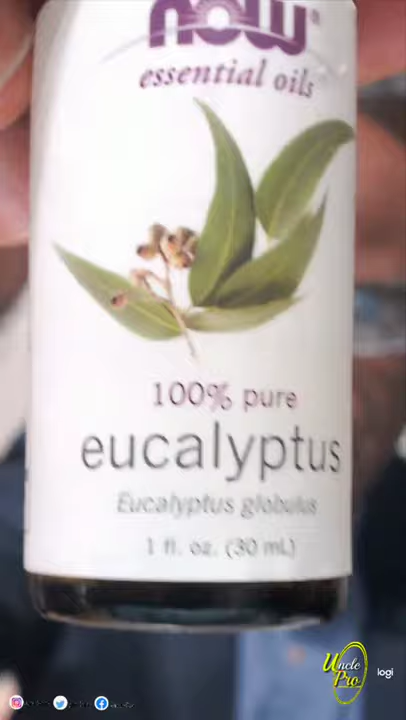 now®
essential oils
100% pure
eucalyptus
Eucalyptus globulus
1 fl. oz. (30 mL)
Uncle
Pro
logi